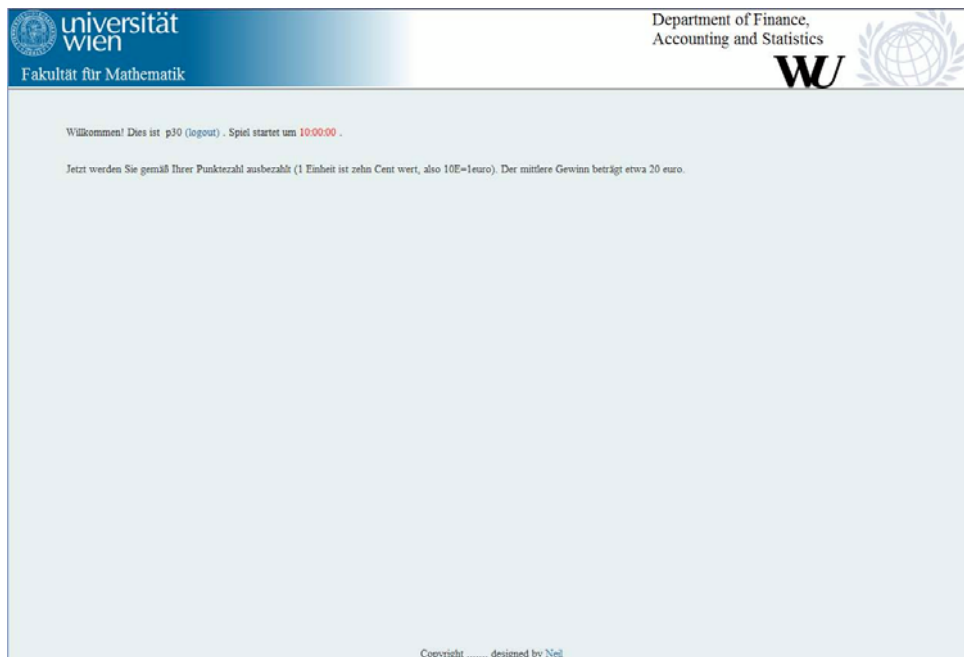 universität
wien
Fakultät für Mathematik
Department of Finance,
Accounting and Statistics
WU
Willkommen! Dies ist p30 (logout) . Spiel startet um 10:00:00 .
Jetzt werden Sie gemäß Ihrer Punktezahl ausbezahlt (1 Einheit ist zehn Cent wert, also 10E=1euro). Der mittlere Gewinn beträgt etwa 20 euro.
Copyright ........ designed by Neil